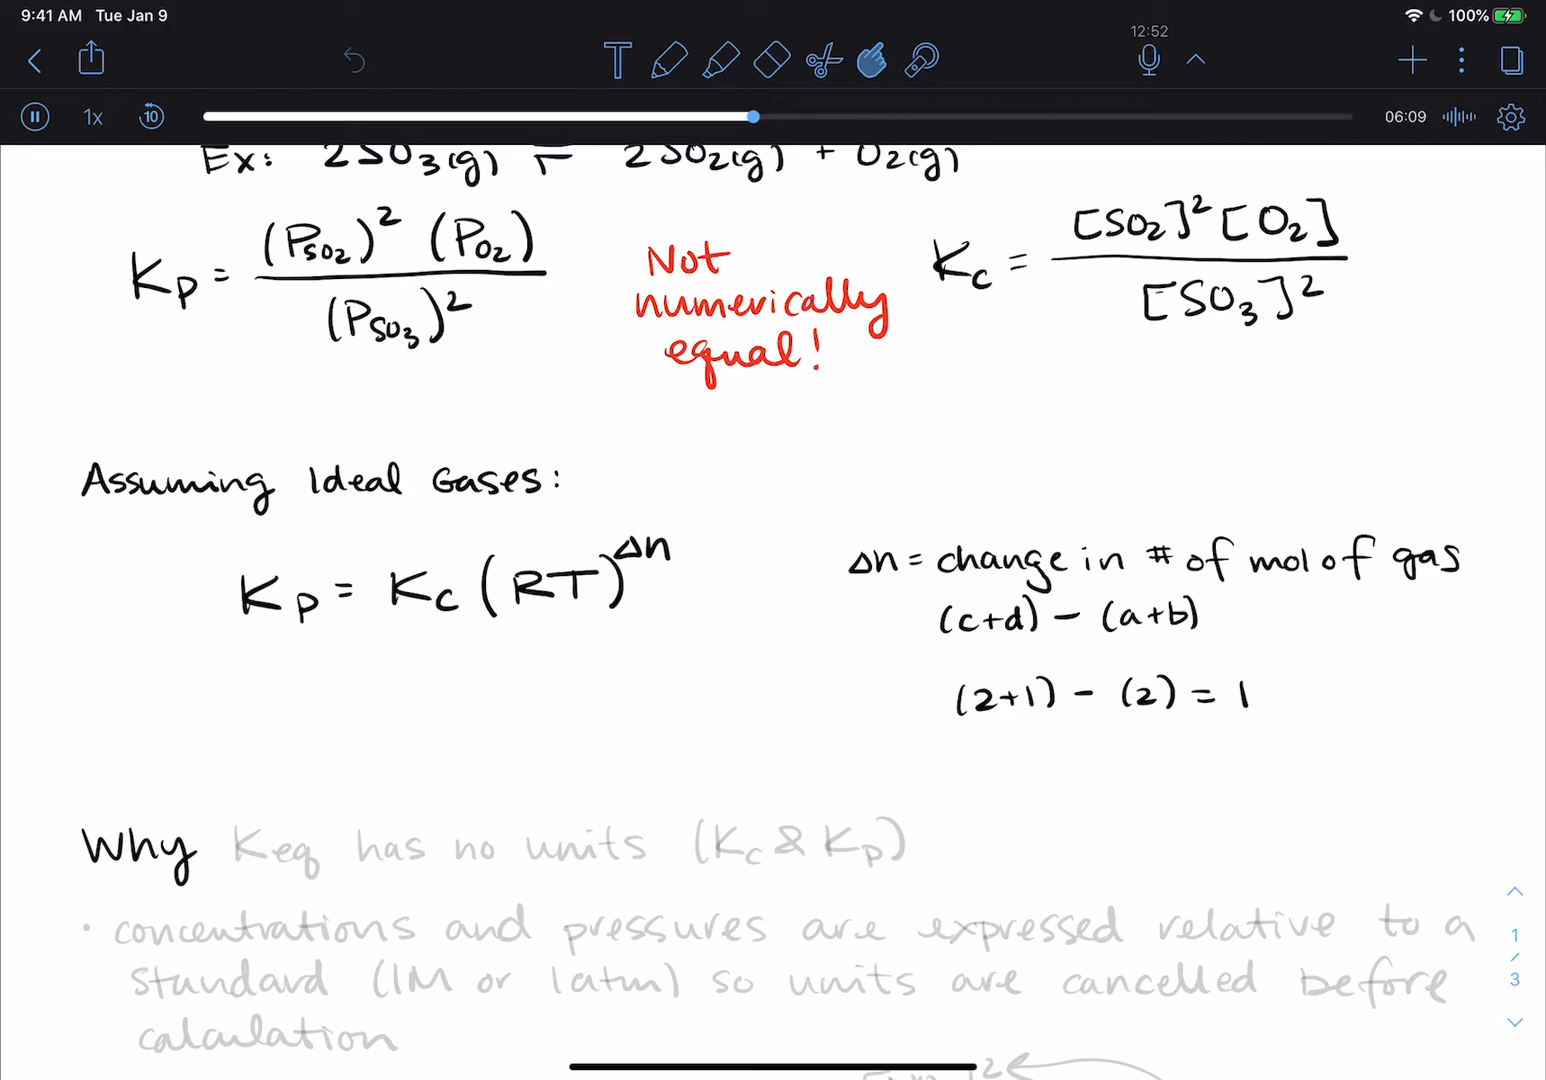 9:41 AM Tue Jan 9
100%
12:52
1x
10
06:09
Ex: 2SO₃(g) ⇌ 2SO₂(g) + O₂(g)
Kp = (P_SO₂)² (P_O₂) / (P_SO₃)²
Not
numerically
equal!
Kc = [SO₂]²[O₂] / [SO₃]²
Assuming Ideal Gases:
Kp = Kc (RT)^Δn
Δn = change in # of mol of gas
(c+d) - (a+b)
(2+1) - (2) = 1
Why Keq has no units (Kc & Kp)
• concentrations and pressures are expressed relative to a
standard (1M or 1atm) so units are cancelled before
calculation
1
/
3